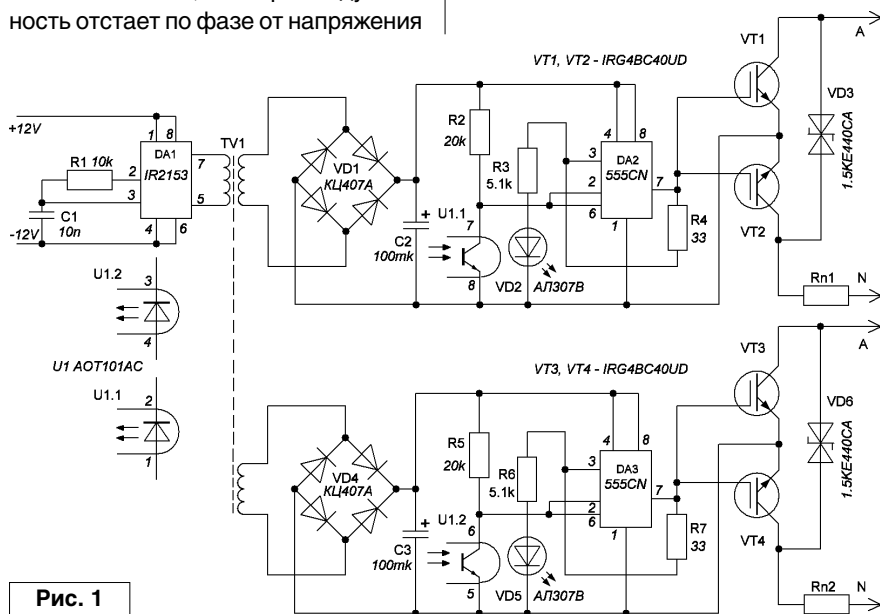 ность отстает по фазе от напряжения
VT1, VT2 - IRG4BC40UD
VT1
A
+12V
1 8
TV1
R1 10k
DA1
IR2153
2
3
7
5
4 6
C1
10n
-12V
VD1
КЦ407А
C2
100mk
+
R2
20k
U1.1
7
8
R3
5.1k
VD2
АЛ307В
4 8
DA2
555CN
3
2
6
7
1
R4
33
VT2
VD3
1.5KE440CA
Rn1
N
U1.2
3
4
U1 АОТ101АС
U1.1
2
1
VT3, VT4 - IRG4BC40UD
VT3
A
VD4
КЦ407А
C3
100mk
+
R5
20k
U1.2
6
5
R6
5.1k
VD5
АЛ307В
4 8
DA3
555CN
3
2
6
7
1
R7
33
VT4
VD6
1.5KE440CA
Rn2
N
Рис. 1